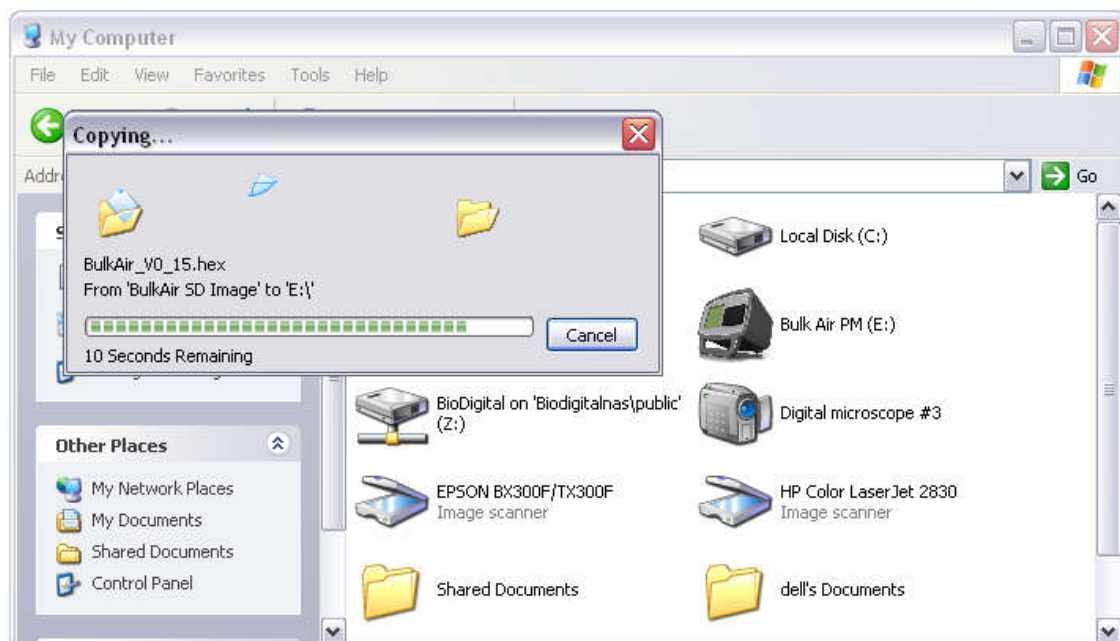 My Computer
File Edit View Favorites Tools Help
Copying...
Addr
Go
BulkAir_V0_15.hex
From 'BulkAir SD Image' to 'E:\'
Cancel
10 Seconds Remaining
Local Disk (C:)
Bulk Air PM (E:)
BioDigital on 'Biodigitalnas\public'
(Z:)
Digital microscope #3
EPSON BX300F/TX300F
Image scanner
HP Color LaserJet 2830
Image scanner
Shared Documents
dell's Documents
Other Places
My Network Places
My Documents
Shared Documents
Control Panel